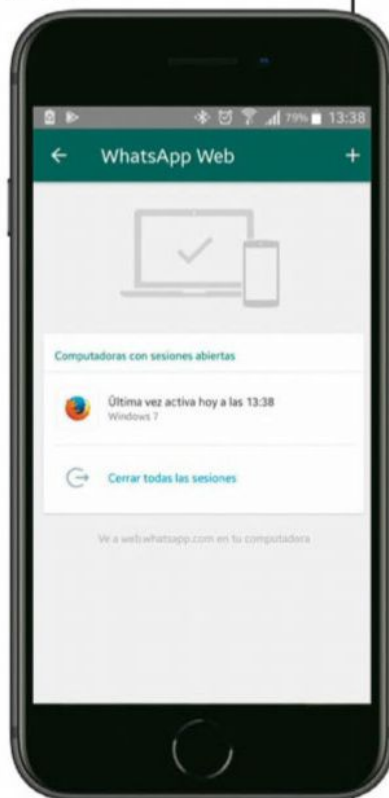 79% 13:38
WhatsApp Web
Computadoras con sesiones abiertas
Última vez activa hoy a las 13:38
Windows 7
Cerrar todas las sesiones
Ve a web.whatsapp.com en tu computadora